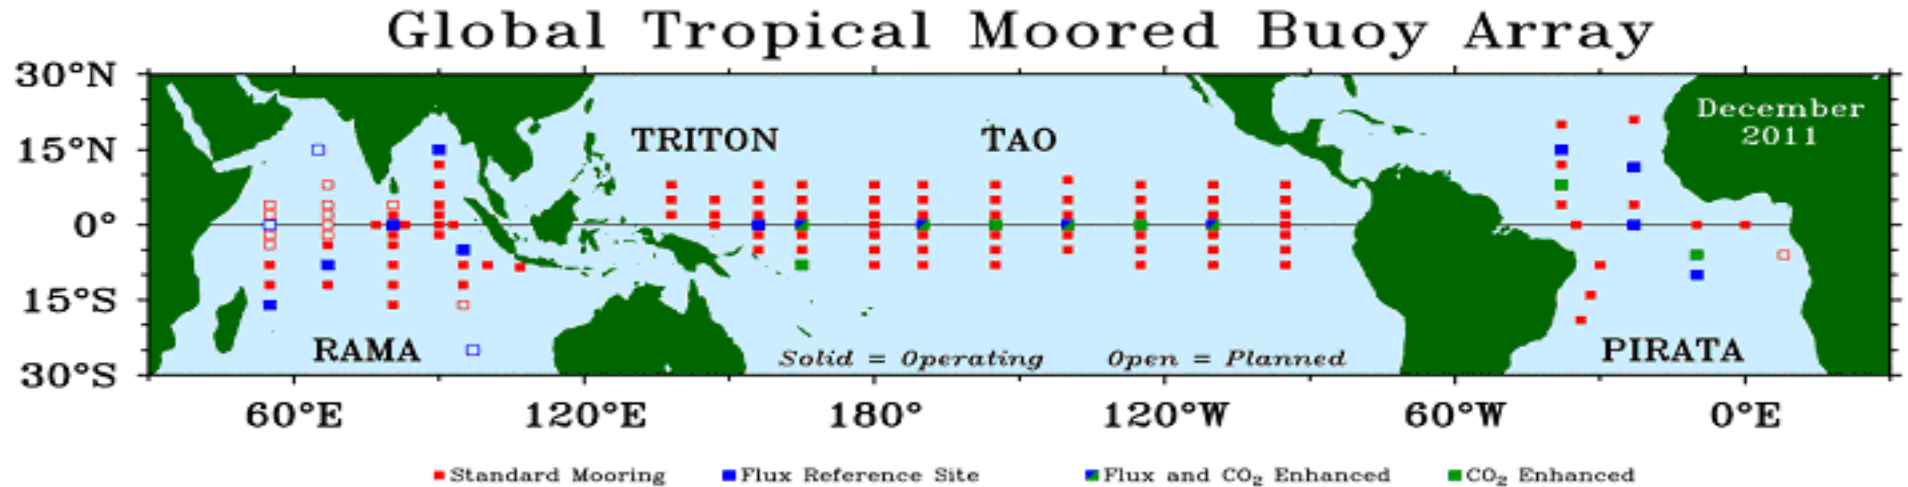 Global Tropical Moored Buoy Array
30°N
15°N
0°
15°S
30°S
December
2011
TRITON
TAO
RAMA
Solid = Operating
Open = Planned
PIRATA
60°E
120°E
180°
120°W
60°W
0°E
Standard Mooring
Flux Reference Site
Flux and CO₂ Enhanced
CO₂ Enhanced